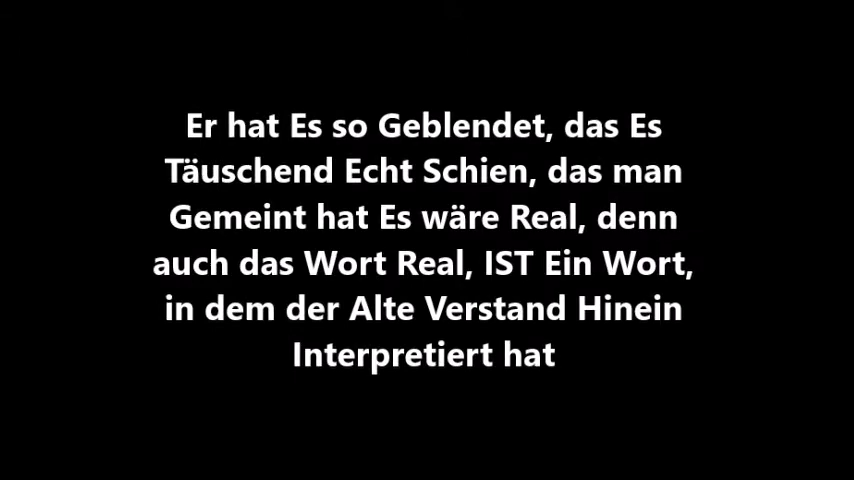 Er hat Es so Geblendet, das Es
Täuschend Echt Schien, das man
Gemeint hat Es wäre Real, denn
auch das Wort Real, IST Ein Wort,
in dem der Alte Verstand Hinein
Interpretiert hat